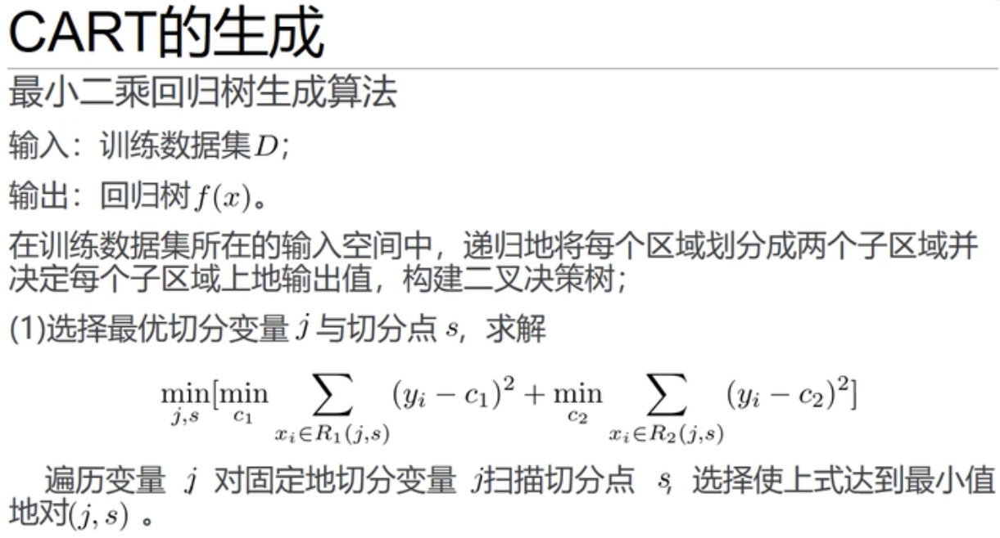 CART的生成
最小二乘回归树生成算法
输入：训练数据集D；
输出：回归树f(x)。
在训练数据集所在的输入空间中，递归地将每个区域划分成两个子区域并
决定每个子区域上地输出值，构建二叉决策树；
(1)选择最优切分变量 j 与切分点 s，求解
\min_{j,s}[\min_{c_1} \sum_{x_i \in R_1(j,s)} (y_i - c_1)^2 + \min_{c_2} \sum_{x_i \in R_2(j,s)} (y_i - c_2)^2]
遍历变量 j 对固定地切分变量 j扫描切分点 s，选择使上式达到最小值
地对(j, s) 。